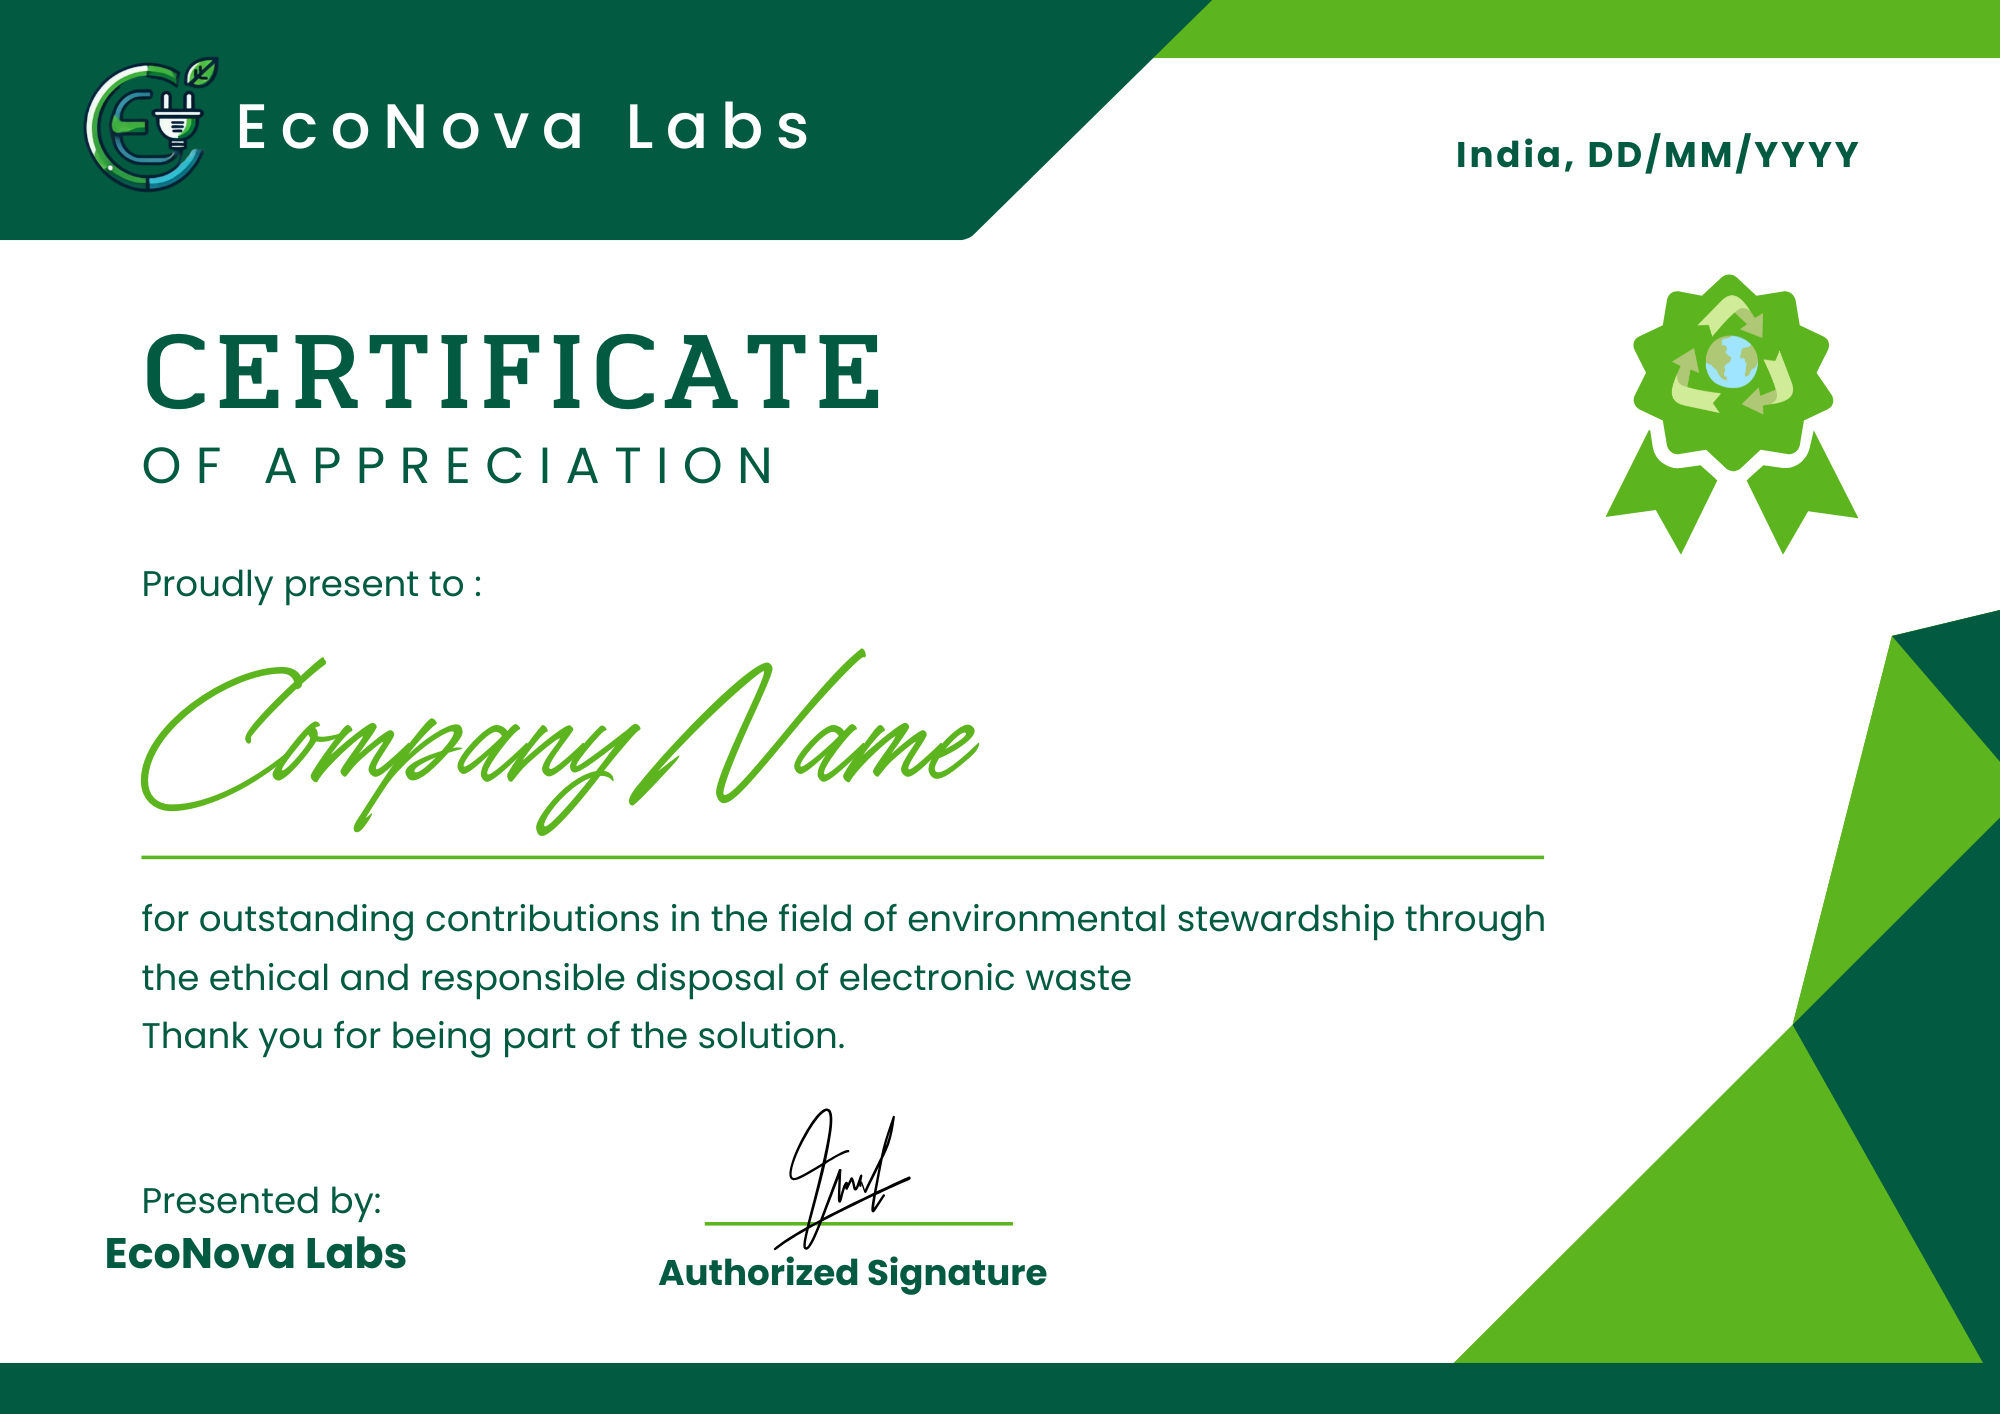 EcoNova Labs
India, DD/MM/YYYY
CERTIFICATE
OF APPRECIATION
Proudly present to :
Company Name
for outstanding contributions in the field of environmental stewardship through
the ethical and responsible disposal of electronic waste
Thank you for being part of the solution.
Presented by:
EcoNova Labs
Authorized Signature